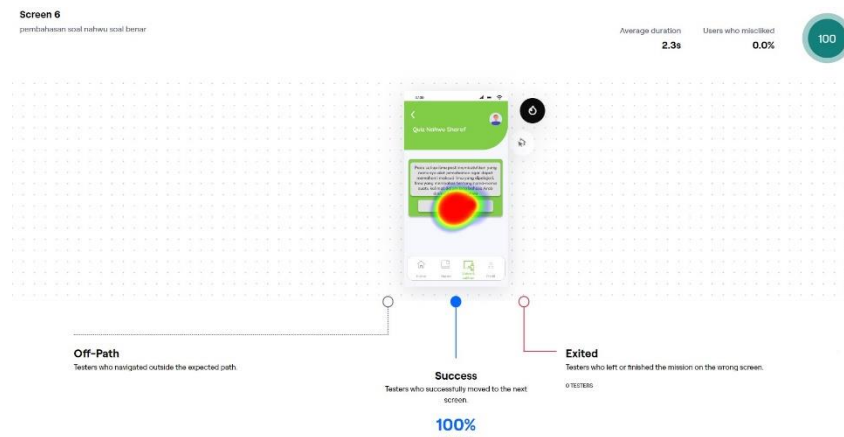 Screen 6
pembahasan soal nahwu soal benar
Average duration
2.3s
Users who misclicked
0.0%
100
Quiz Nahwu Sharof
Off-Path
Testers who navigated outside the expected path.
Success
Testers who successfully moved to the next
screen.
100%
Exited
Testers who left or finished the mission on the wrong screen.
0 TESTERS